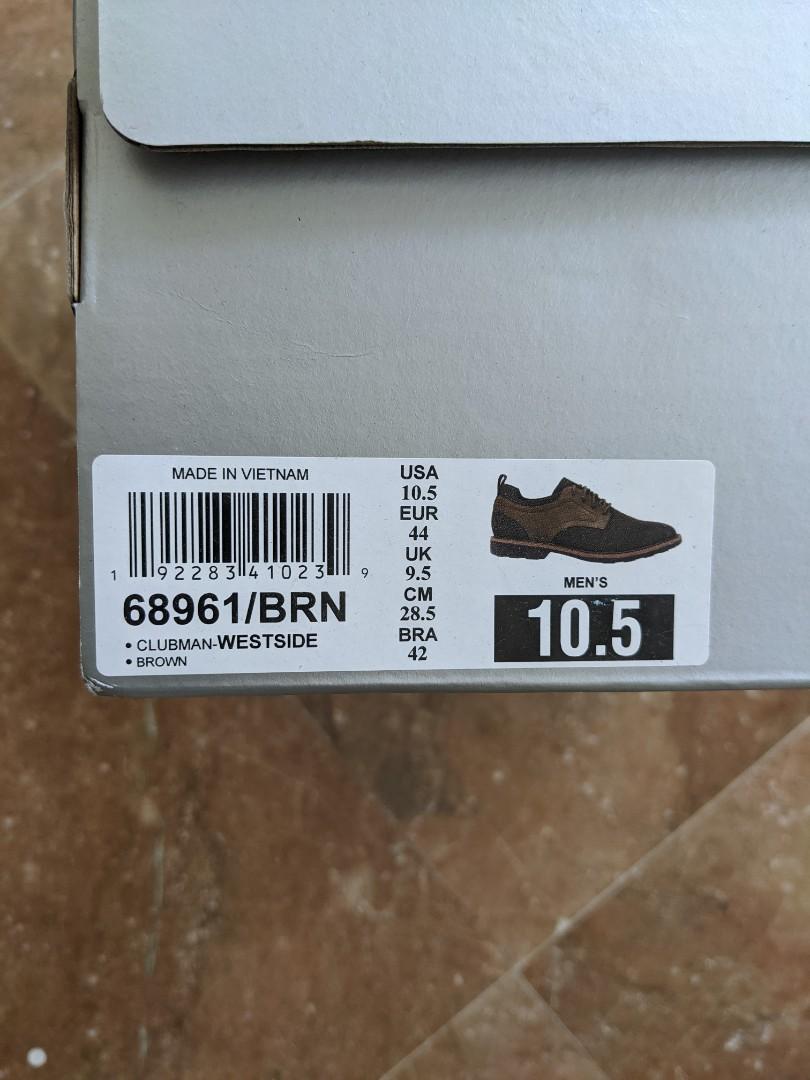 MADE IN VIETNAM
1 92283 41023 9
68961/BRN
• CLUBMAN-WESTSIDE
• BROWN
USA
10.5
EUR
44
UK
9.5
CM
28.5
BRA
42
MEN'S
10.5